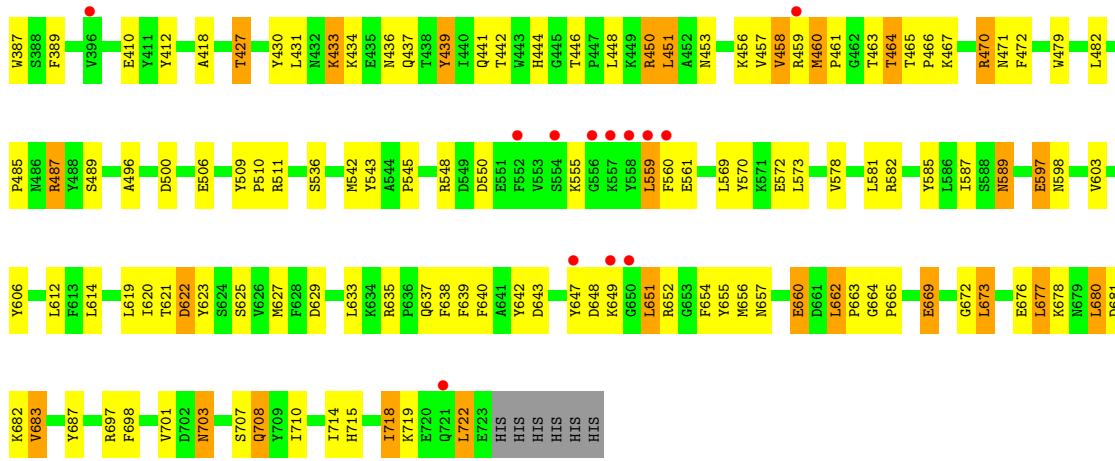 W387 S388 F389 V396 E410 Y411 Y412 A418 T427 Y430 L431 N432 K433 K434 E435 N436 Q437 T438 Y439 I440 Q441 T442 W443 H444 G445 T446 P447 L448 K449 R450 L451 A452 N453 K456 V457 V458 R459 M460 P461 G462 T463 T464 T465 P466 K467 R470 N471 F472 W479 L482
P485 N486 R487 Y488 S489 A496 D500 E506 Y509 P510 R511 S536 M542 Y543 A544 P545 R548 D549 D550 E551 F552 V553 S554 K555 G556 K557 Y558 L559 F560 E561 L569 Y570 K571 E572 L573 V578 L581 R582 Y585 L586 I587 S588 N589 E597 N598 V603
Y606 L612 F613 L614 L619 I620 T621 D622 Y623 S624 S625 V626 M627 F628 D629 L633 K634 R635 P636 Q637 F638 F639 F640 A641 Y642 D643 Y647 D648 K649 G650 L651 R652 G653 F654 Y655 M656 N657 E660 D661 L662 P663 G664 P665 E669 G672 L673 E676 L677 K678 N679 L680 D681
K682 V683 Y687 R697 F698 V701 D702 N703 S707 Q708 Y709 I710 I714 H715 I718 K719 E720 Q721 L722 E723 HIS HIS HIS HIS HIS HIS